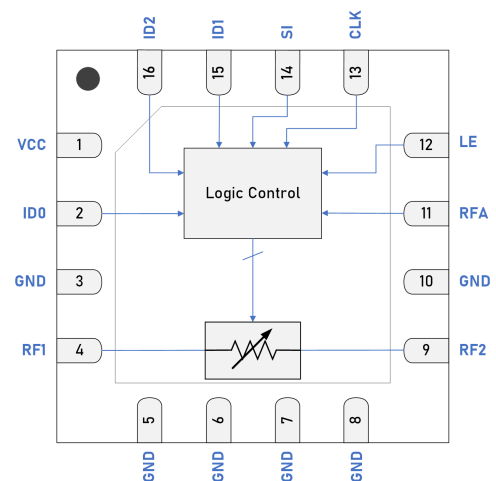 ID2
ID1
SI
CLK
16
15
14
13
VCC
1
12
LE
Logic Control
ID0
2
11
RFA
GND
3
10
GND
RF1
4
9
RF2
5
6
7
8
GND
GND
GND
GND